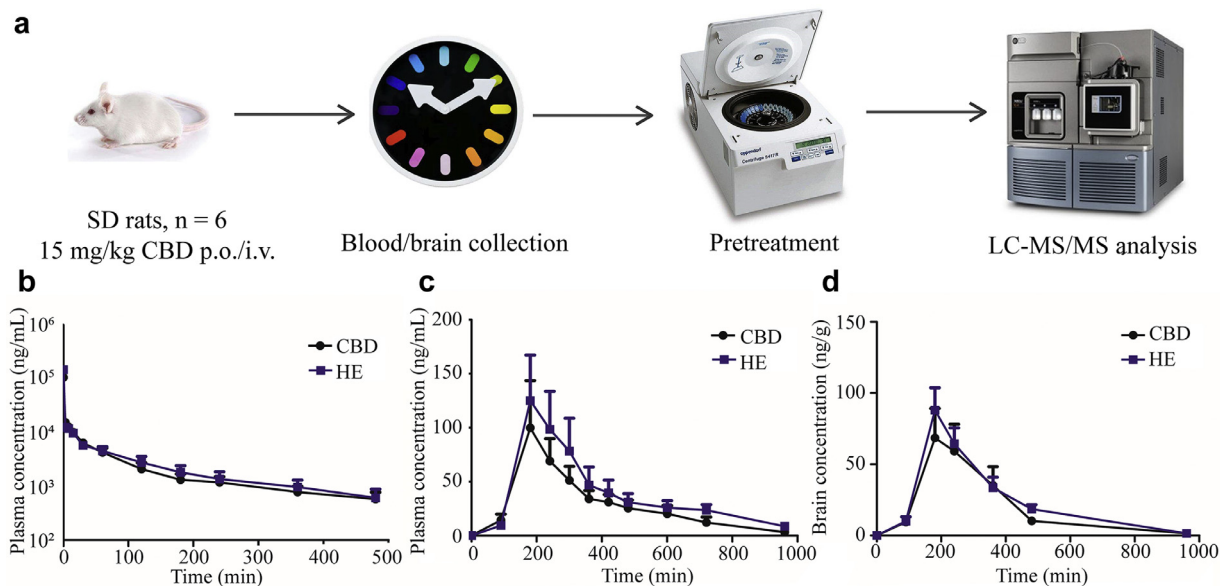 a
SD rats, n = 6
15 mg/kg CBD p.o./i.v.
Blood/brain collection
eppendorf
Centrifuge 5417R
Pretreatment
LC-MS/MS analysis
b
Plasma concentration (ng/mL)
10⁶
10⁵
10⁴
10³
10²
0
100
200
300
400
500
Time (min)
CBD
HE
c
Plasma concentration (ng/mL)
200
150
100
50
0
0
200
400
600
800
1000
Time (min)
CBD
HE
d
Brain concentration (ng/g)
150
100
50
0
0
200
400
600
800
1000
Time (min)
CBD
HE